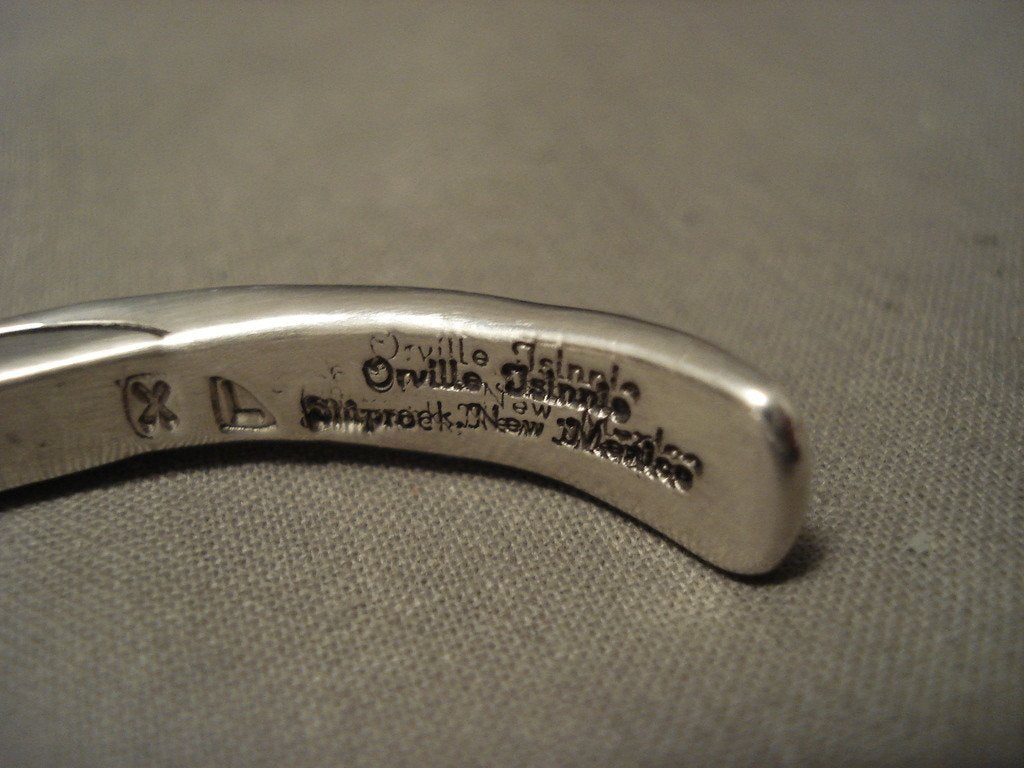 X L
Orville Tsinnie
Shiprock, New Mexico